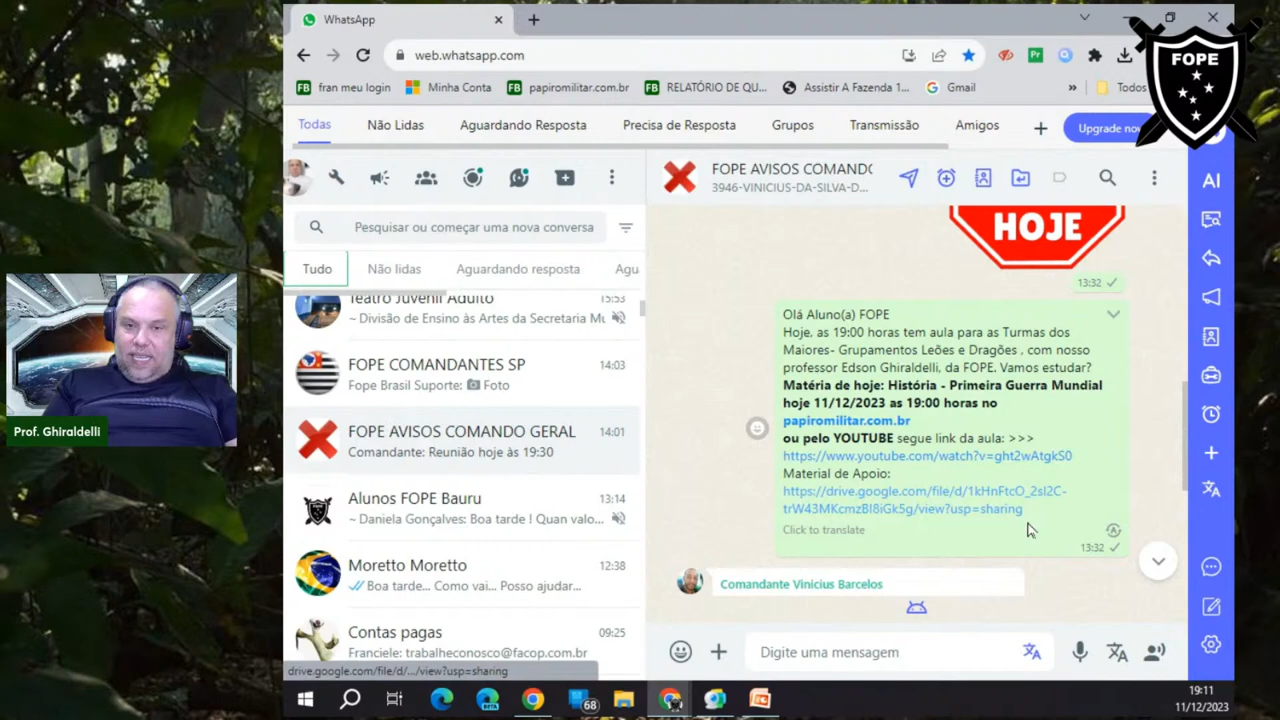 WhatsApp
FOPE
web.whatsapp.com
Pr
FB fran meu login
Minha Conta
FB papiromilitar.com.br
FB RELATÓRIO DE QU...
Assistir A Fazenda 1...
Gmail
»
Todos
Todas
Não Lidas
Aguardando Resposta
Precisa de Resposta
Grupos
Transmissão
Amigos
Upgrade nov
FOPE AVISOS COMANDO
3946-VINICIUS-DA-SILVA-D...
AI
Pesquisar ou começar uma nova conversa
HOJE
Tudo
Não lidas
Aguardando resposta
Agu
13:32
Teatro Juvenil Adulto
15:53
~ Divisão de Ensino às Artes da Secretaria Mu
FOPE COMANDANTES SP
14:03
Fope Brasil Suporte: Foto
FOPE AVISOS COMANDO GERAL
14:01
Comandante: Reunião hoje às 19:30
Alunos FOPE Bauru
13:14
~ Daniela Gonçalves: Boa tarde ! Quan valo...
Moretto Moretto
12:38
Boa tarde... Como vai... Posso ajudar...
Contas pagas
09:25
Franciele: trabalheconosco@facop.com.br
drive.google.com/file/d/.../view?usp=sharing
Olá Aluno(a) FOPE
Hoje, as 19:00 horas tem aula para as Turmas dos
Maiores- Grupamentos Leões e Dragões , com nosso
professor Edson Ghiraldelli, da FOPE. Vamos estudar?
Matéria de hoje: História - Primeira Guerra Mundial
hoje 11/12/2023 as 19:00 horas no
papiromilitar.com.br
ou pelo YOUTUBE segue link da aula: >>>
https://www.youtube.com/watch?v=ght2wAtgkS0
Material de Apoio:
https://drive.google.com/file/d/1kHnFtcO_2sl2C-
trW43MKcmzBl8iGk5g/view?usp=sharing
Click to translate
13:32
Comandante Vinicius Barcelos
Digite uma mensagem
Prof. Ghiraldelli
BETA
68
19:11
11/12/2023